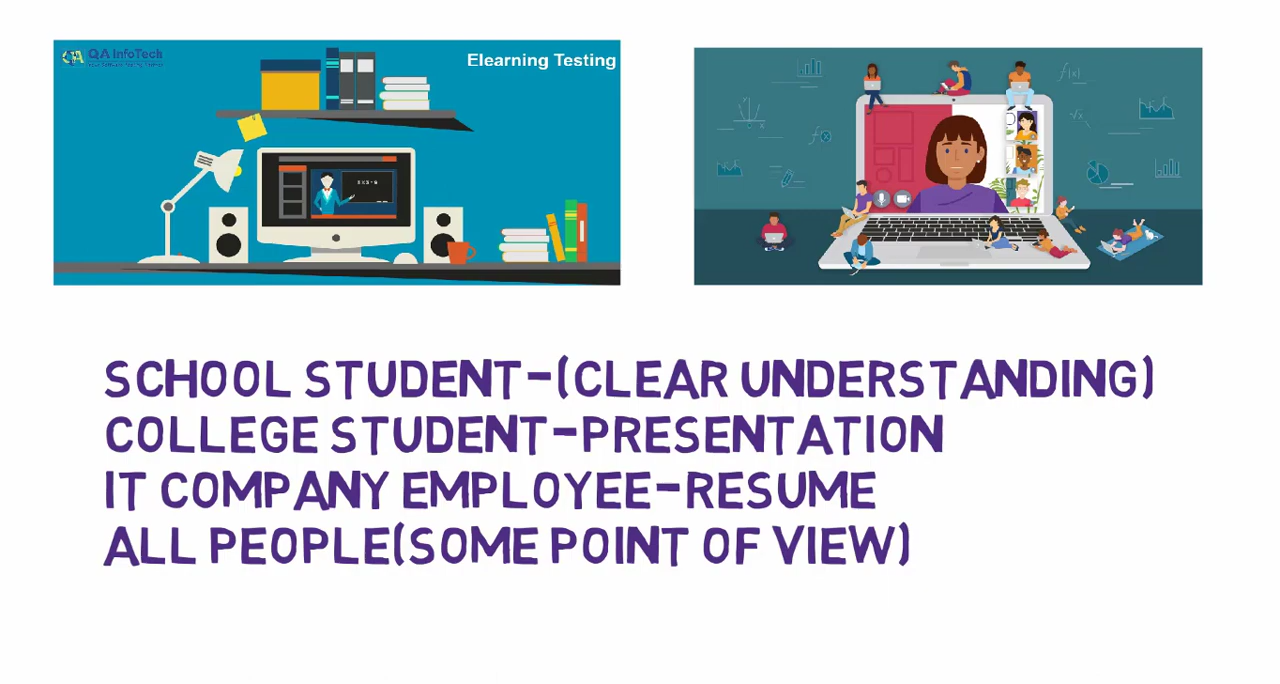 QA InfoTech
Elearning Testing
SCHOOL STUDENT-(CLEAR UNDERSTANDING)
COLLEGE STUDENT-PRESENTATION
IT COMPANY EMPLOYEE-RESUME
ALL PEOPLE(SOME POINT OF VIEW)